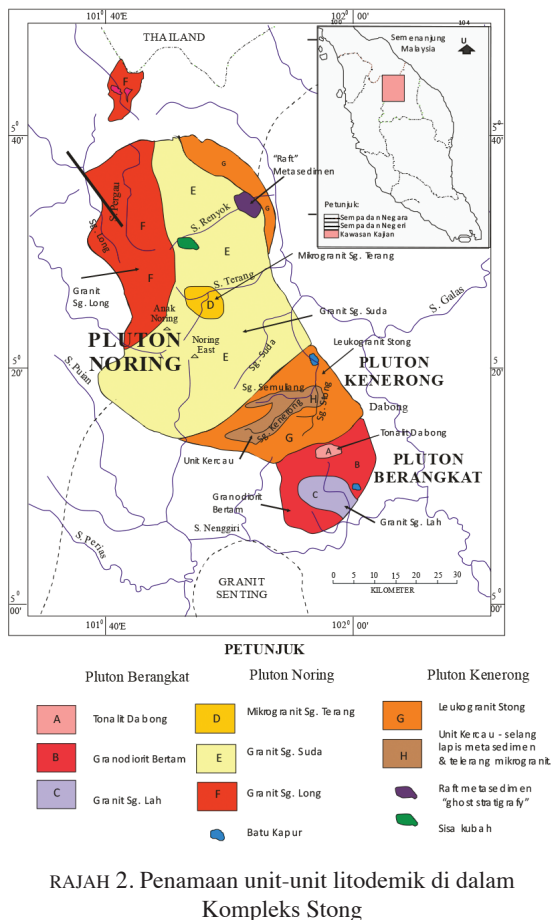 101° 40'E
102° 00'
THAILAND
104
Semenanjung
Malaysia
U
5°
40'
5°
40'
F
G
"Raft"
Metasedimen
Petunjuk:
Sempadan Negara
Sempadan Negeri
Kawasan Kajian
E
S. Pergau
Sg. Long
F
S. Renyok
G
E
Mikrogranit Sg. Terang
F
S. Terang
Granit
Sg. Long
D
S. Galas
Anak
Noring
Granit Sg. Suda
PLUTON
NORING
Noring
East
Leukogranit Stong
E
Sg. Suda
PLUTON
KENERONG
5°
20'
5°
20'
S. Puian
Sg. Semulang
H
Sg. Stong
Dabong
Sg. Kenerong
G
Tonalit Dabong
Unit Kercau
A
B
PLUTON
BERANGKAT
C
Granodiorit
Bertam
Granit Sg. Lah
S. Nenggiri
S. Perias
GRANIT
SENTING
0 5 10 15 20 25 30
KILOMETER
5°
00'
5°
00'
101° 40'E
102° 00'
PETUNJUK
Pluton Berangkat
Pluton Noring
Pluton Kenerong
A Tonalit Dabong
B Granodiorit Bertam
C Granit Sg. Lah
D Mikrogranit Sg. Terang
E Granit Sg. Suda
F Granit Sg. Long
Batu Kapur
G Leukogranit Stong
H Unit Kercau - selang
lapis metasedimen
& telerang mikrogranit.
Raft metasedimen
"ghost stratigrafy"
Sisa kubah
RAJAH 2. Penamaan unit-unit litodemik di dalam
Kompleks Stong